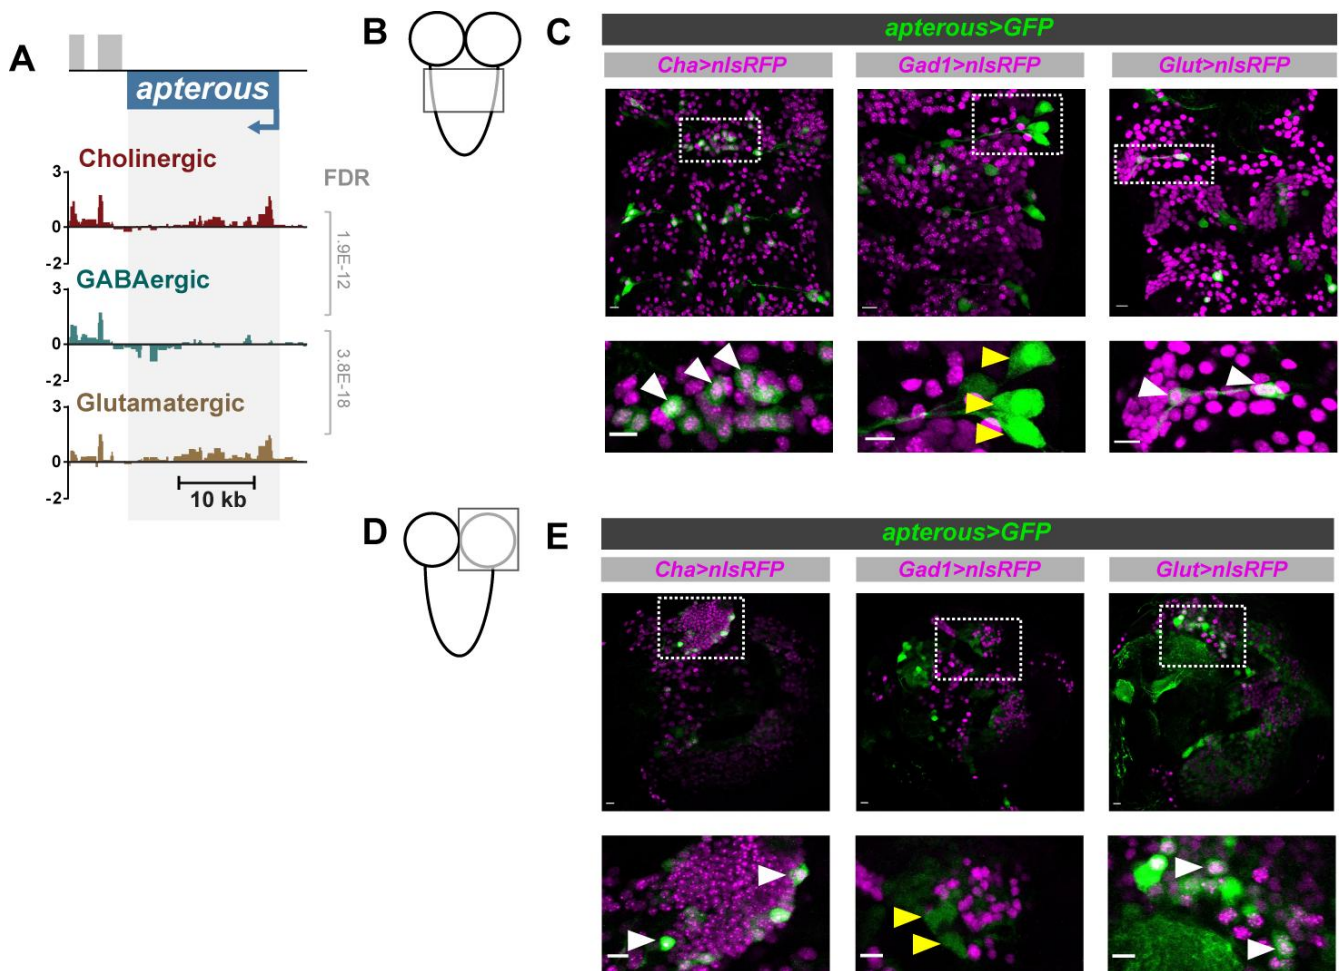 A
apterous
Cholinergic
3
0
-2
FDR
1.9E-12
GABAergic
3
0
-2
3.8E-18
Glutamatergic
3
0
-2
10 kb
B
C
apterous>GFP
Cha>nlsRFP
Gad1>nlsRFP
Glut>nlsRFP
D
E
apterous>GFP
Cha>nlsRFP
Gad1>nlsRFP
Glut>nlsRFP